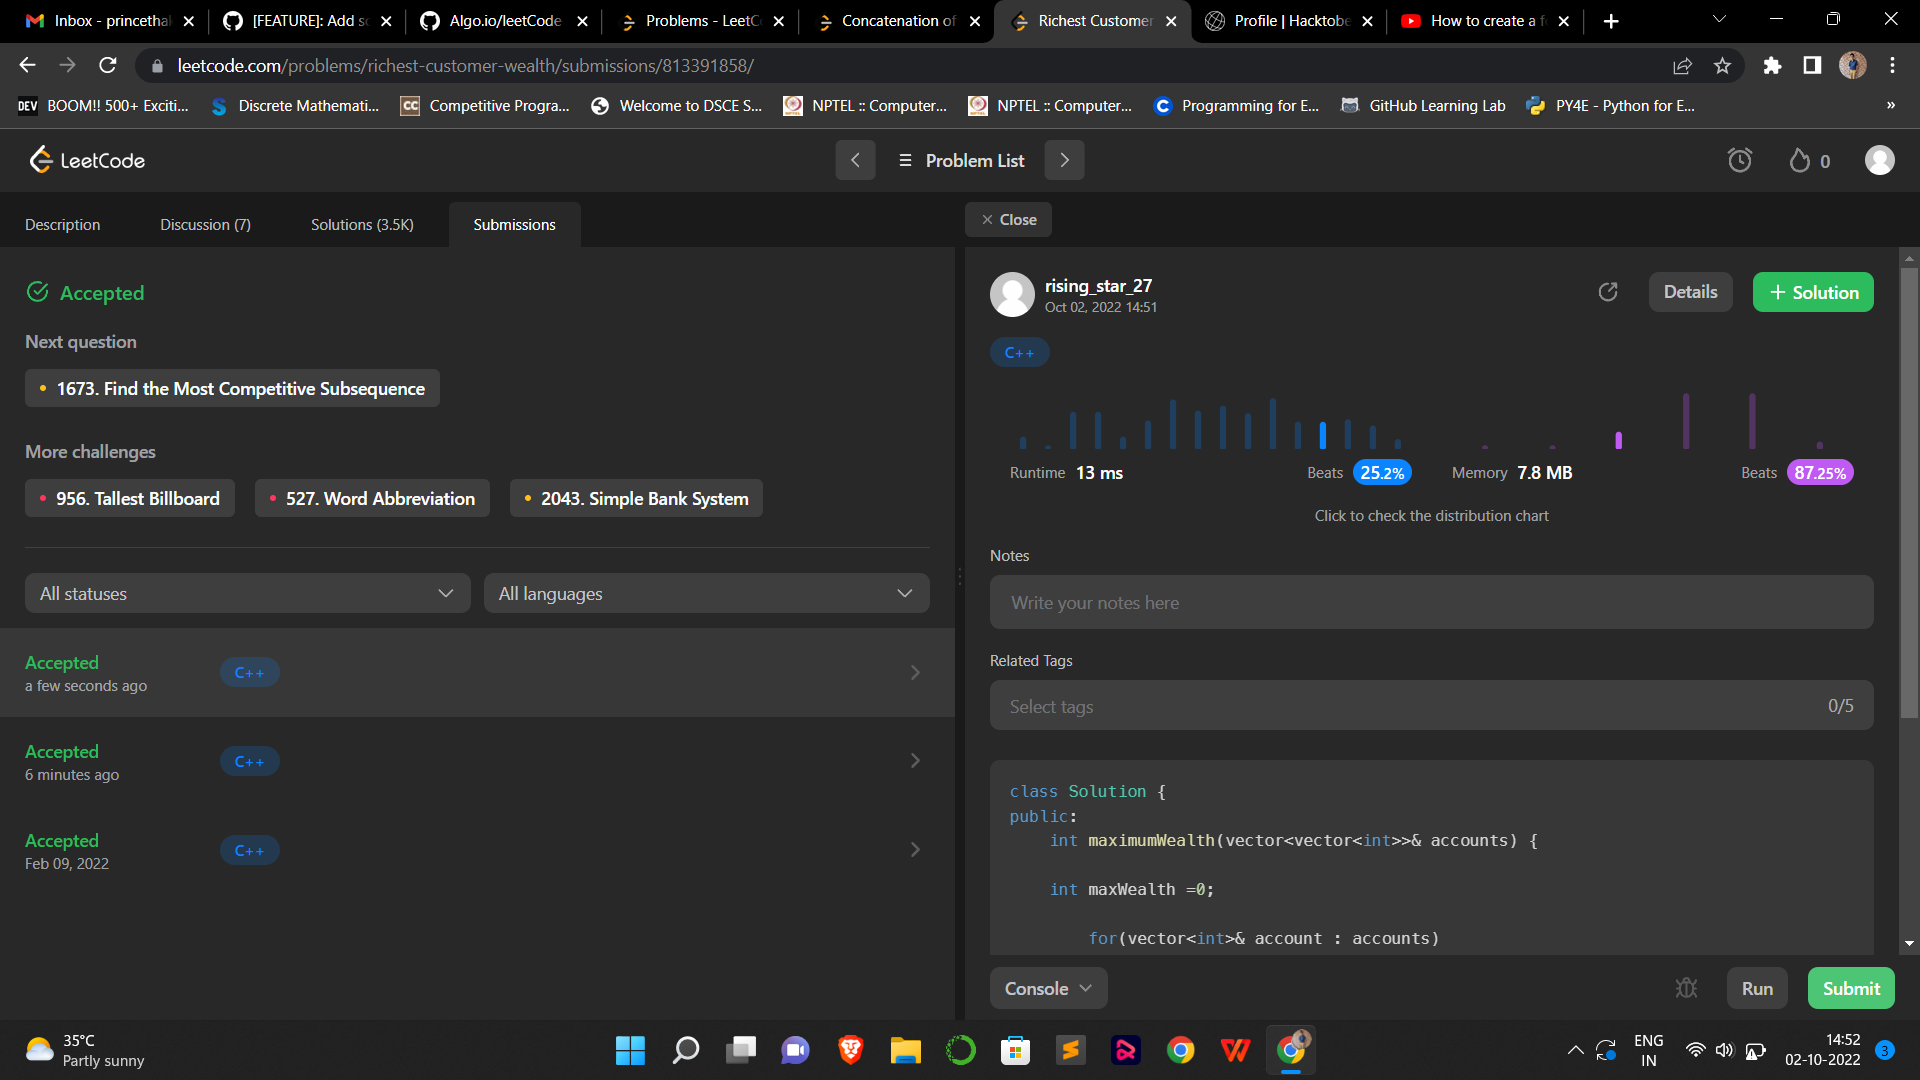 Inbox - princetha
[FEATURE]: Add s
Algo.io/leetCode
Problems - LeetC
Concatenation of
Richest Customer
Profile | Hacktobe
How to create a f
leetcode.com/problems/richest-customer-wealth/submissions/813391858/
DEV BOOM!! 500+ Exciti...
Discrete Mathemati...
CC Competitive Progra...
Welcome to DSCE S...
NPTEL :: Computer...
NPTEL :: Computer...
Programming for E...
GitHub Learning Lab
PY4E - Python for E...
»
LeetCode
Problem List
0
Description
Discussion (7)
Solutions (3.5K)
Submissions
Close
Accepted
Next question
1673. Find the Most Competitive Subsequence
More challenges
956. Tallest Billboard
527. Word Abbreviation
2043. Simple Bank System
All statuses
All languages
Accepted
a few seconds ago
C++
Accepted
6 minutes ago
C++
Accepted
Feb 09, 2022
C++
rising_star_27
Oct 02, 2022 14:51
Details
+ Solution
C++
Runtime 13 ms
Beats 25.2%
Memory 7.8 MB
Beats 87.25%
Click to check the distribution chart
Notes
Write your notes here
Related Tags
Select tags
0/5
class Solution {
public:
int maximumWealth(vector<vector<int>>& accounts) {
int maxWealth =0;
for(vector<int>& account : accounts)
Console
Run
Submit
35°C
Partly sunny
ENG
IN
14:52
02-10-2022
3